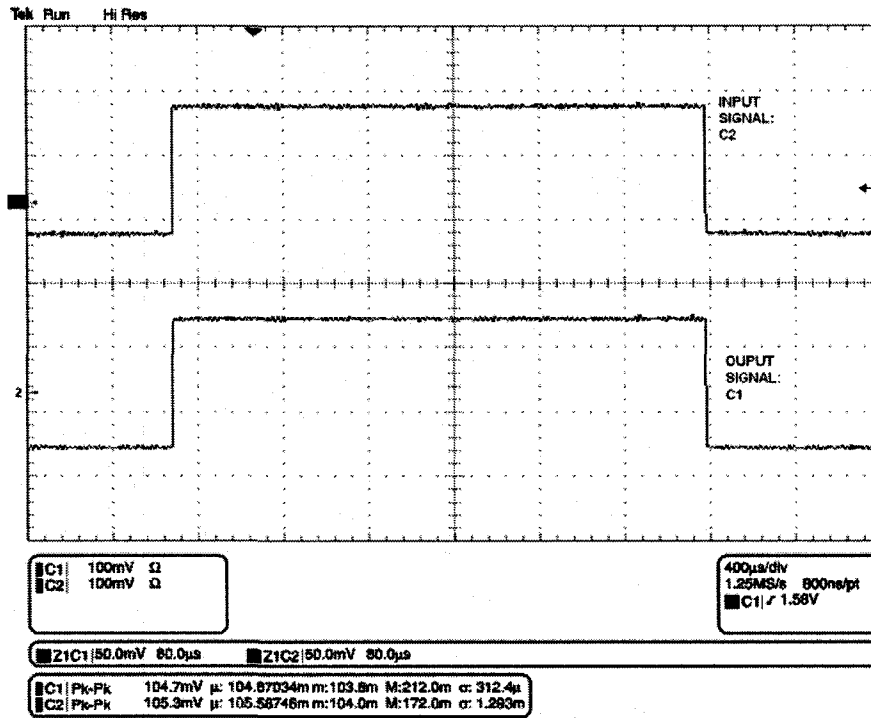 Tek Run Hi Res
INPUT
SIGNAL:
C2
2
OUPUT
SIGNAL:
C1
C1 100mV Ω
C2 100mV Ω
400µs/div
1.25MS/s 800ns/pt
C1 / 1.58V
Z1C1 50.0mV 80.0µs Z1C2 50.0mV 80.0µs
C1 Pk-Pk 104.7mV µ: 104.67034m m:103.8m M:212.0m σ: 312.4µ
C2 Pk-Pk 105.3mV µ: 105.58746m m:104.0m M:172.0m σ: 1.293m